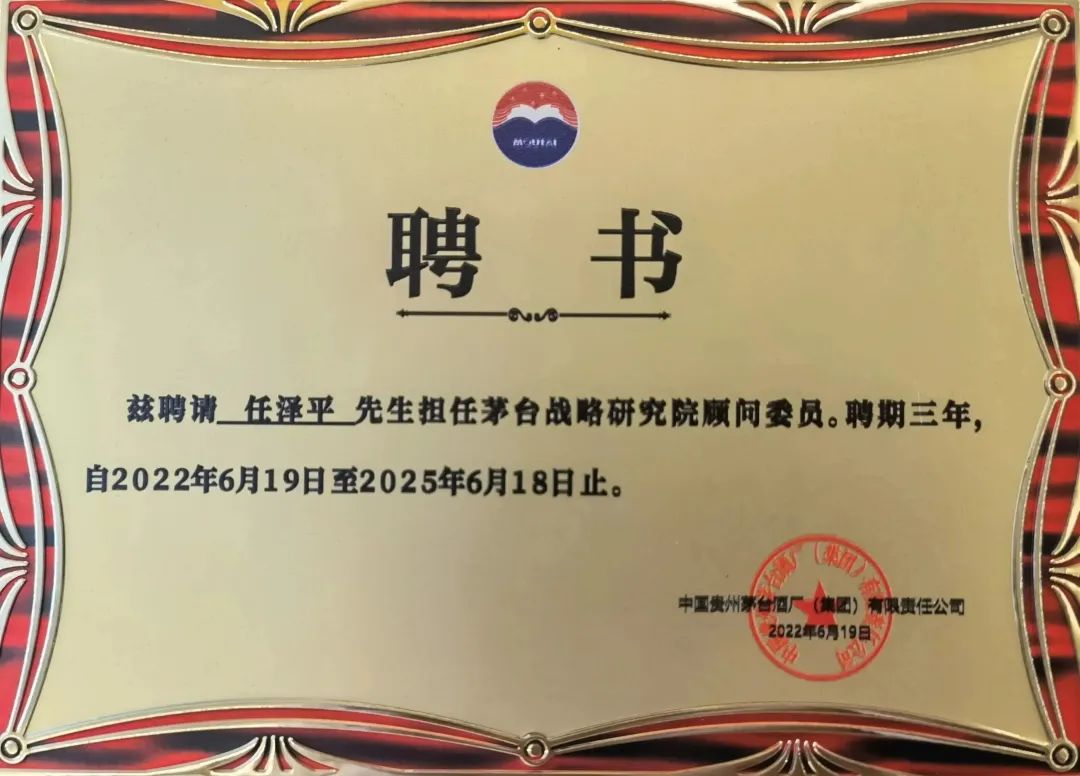 MOUTAI
聘 书
兹聘请 任泽平 先生担任茅台战略研究院顾问委员。聘期三年，
自2022年6月19日至2025年6月18日止。
中国贵州茅台酒厂（集团）有限责任公司
2022年6月19日